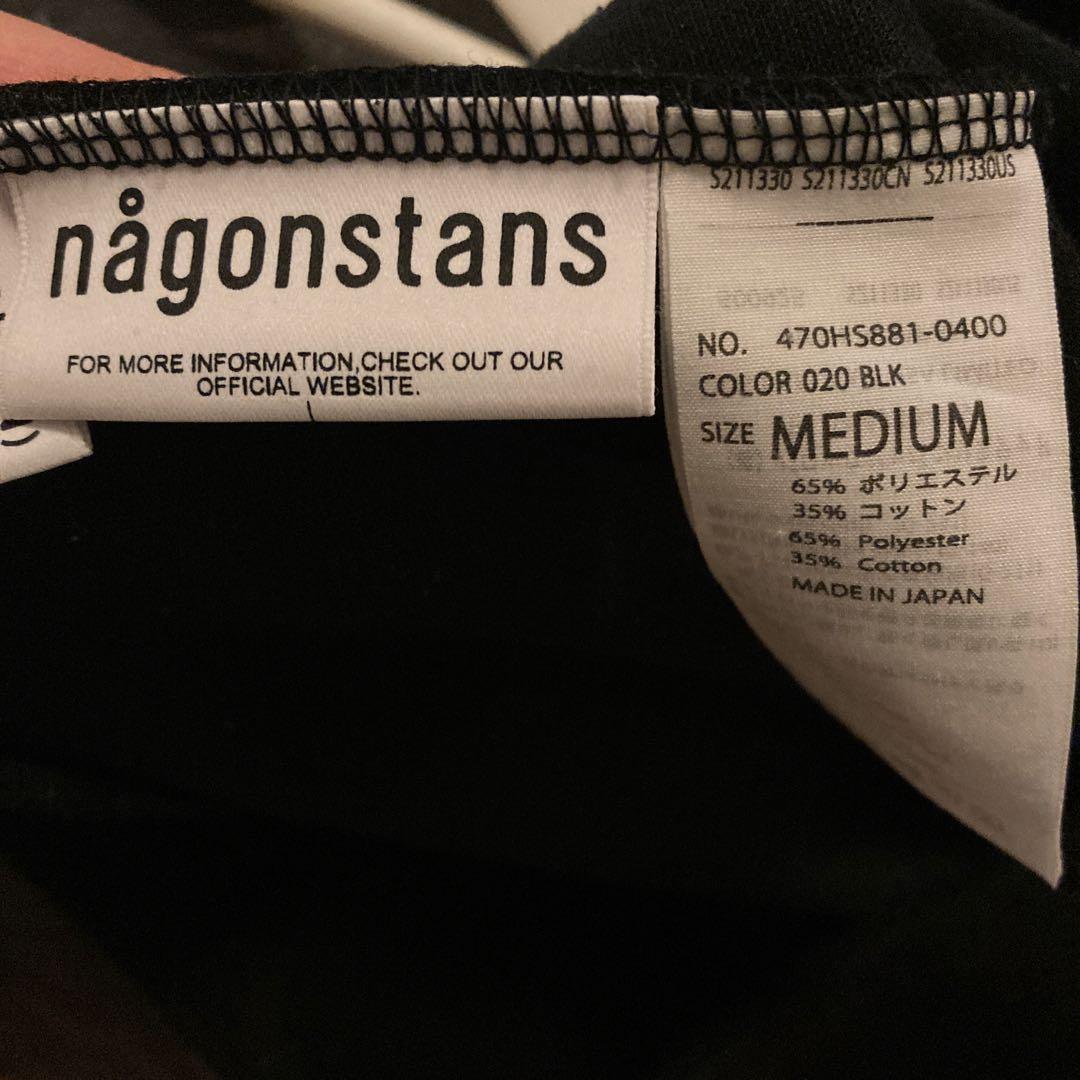 någonstans
FOR MORE INFORMATION,CHECK OUT OUR
OFFICIAL WEBSITE.
S211330 S211330CN S211330US
NO. 470HS881-0400
COLOR 020 BLK
SIZE MEDIUM
65% ポリエステル
35% コットン
65% Polyester
35% Cotton
MADE IN JAPAN